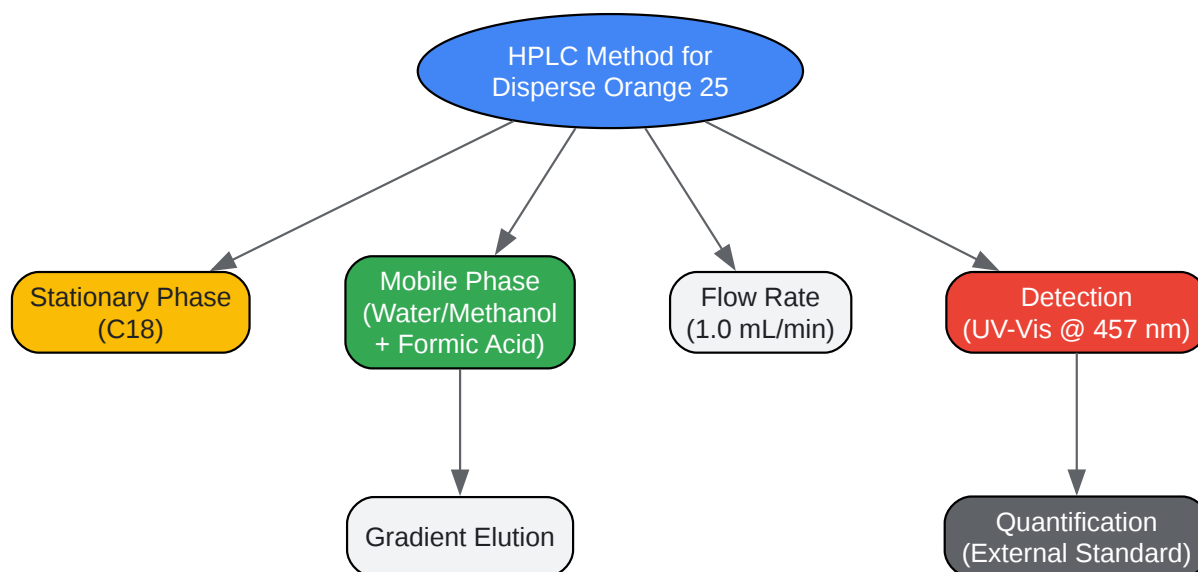 HPLC Method for
Disperse Orange 25
Stationary Phase
(C18)
Mobile Phase
(Water/Methanol
+ Formic Acid)
Flow Rate
(1.0 mL/min)
Detection
(UV-Vis @ 457 nm)
Gradient Elution
Quantification
(External Standard)